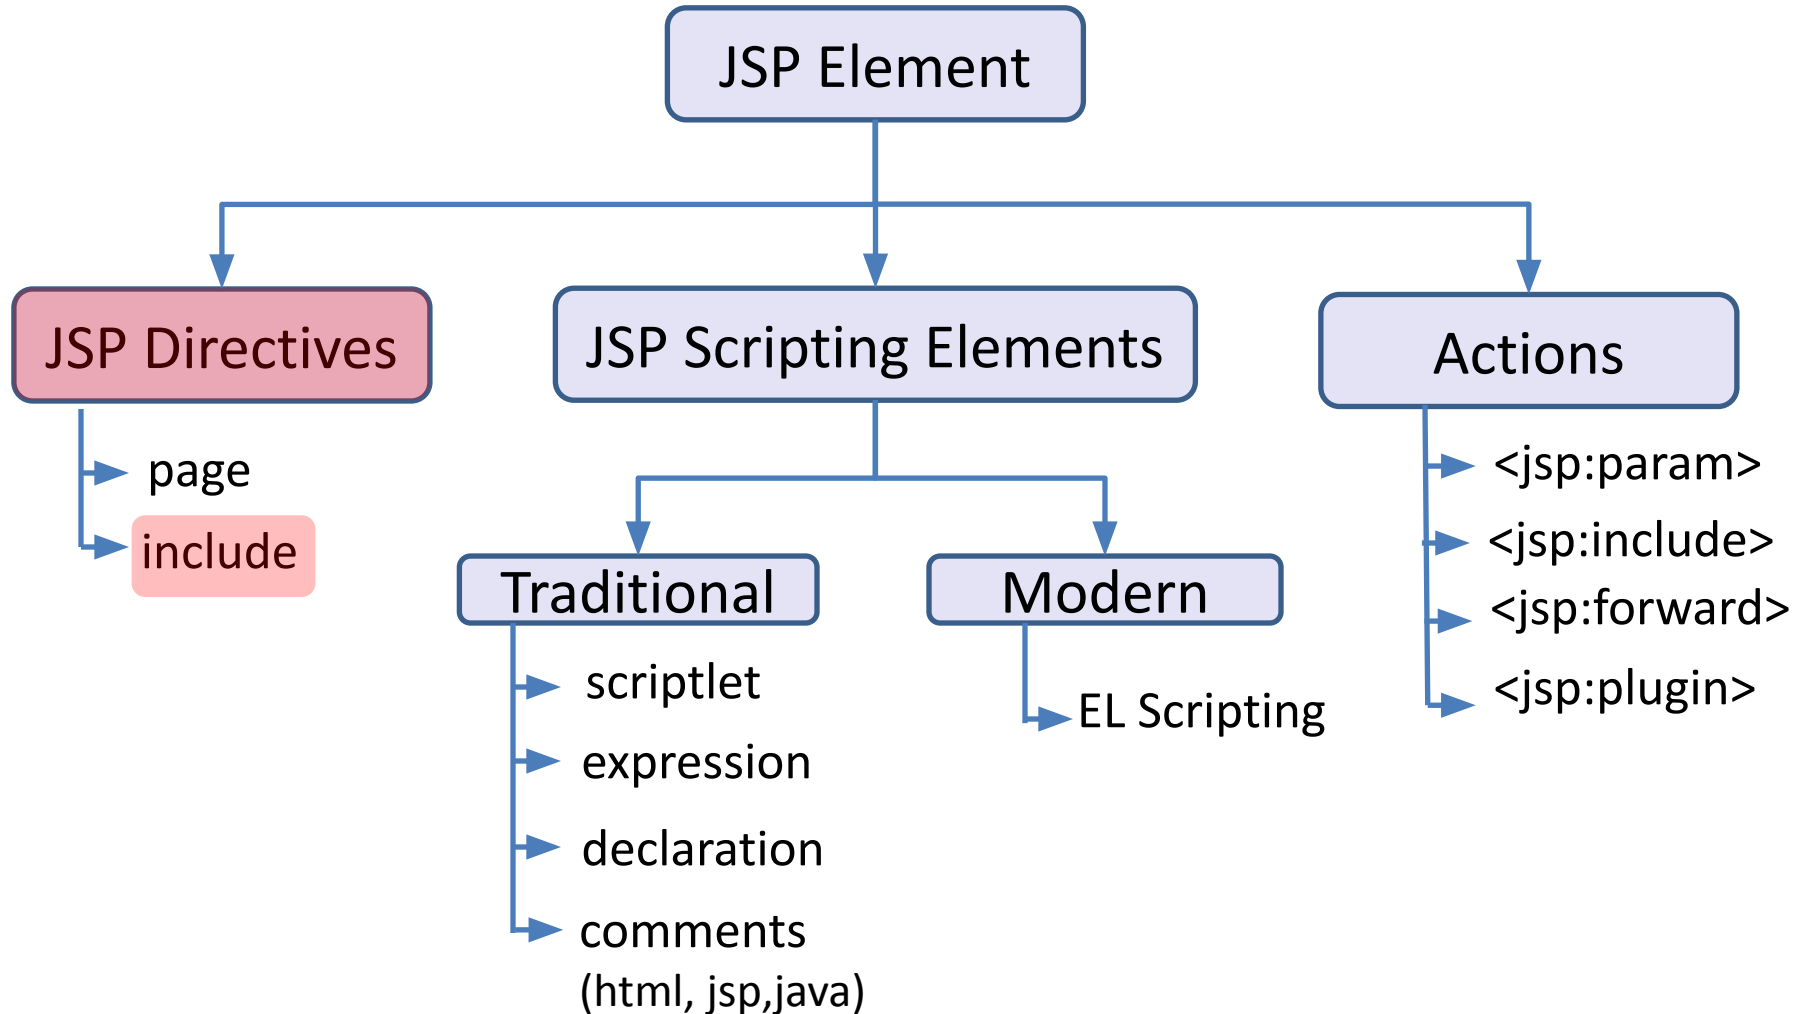 JSP Element
JSP Directives
JSP Scripting Elements
Actions
page
include
Traditional
Modern
scriptlet
expression
declaration
comments
(html, jsp,java)
EL Scripting
<jsp:param>
<jsp:include>
<jsp:forward>
<jsp:plugin>